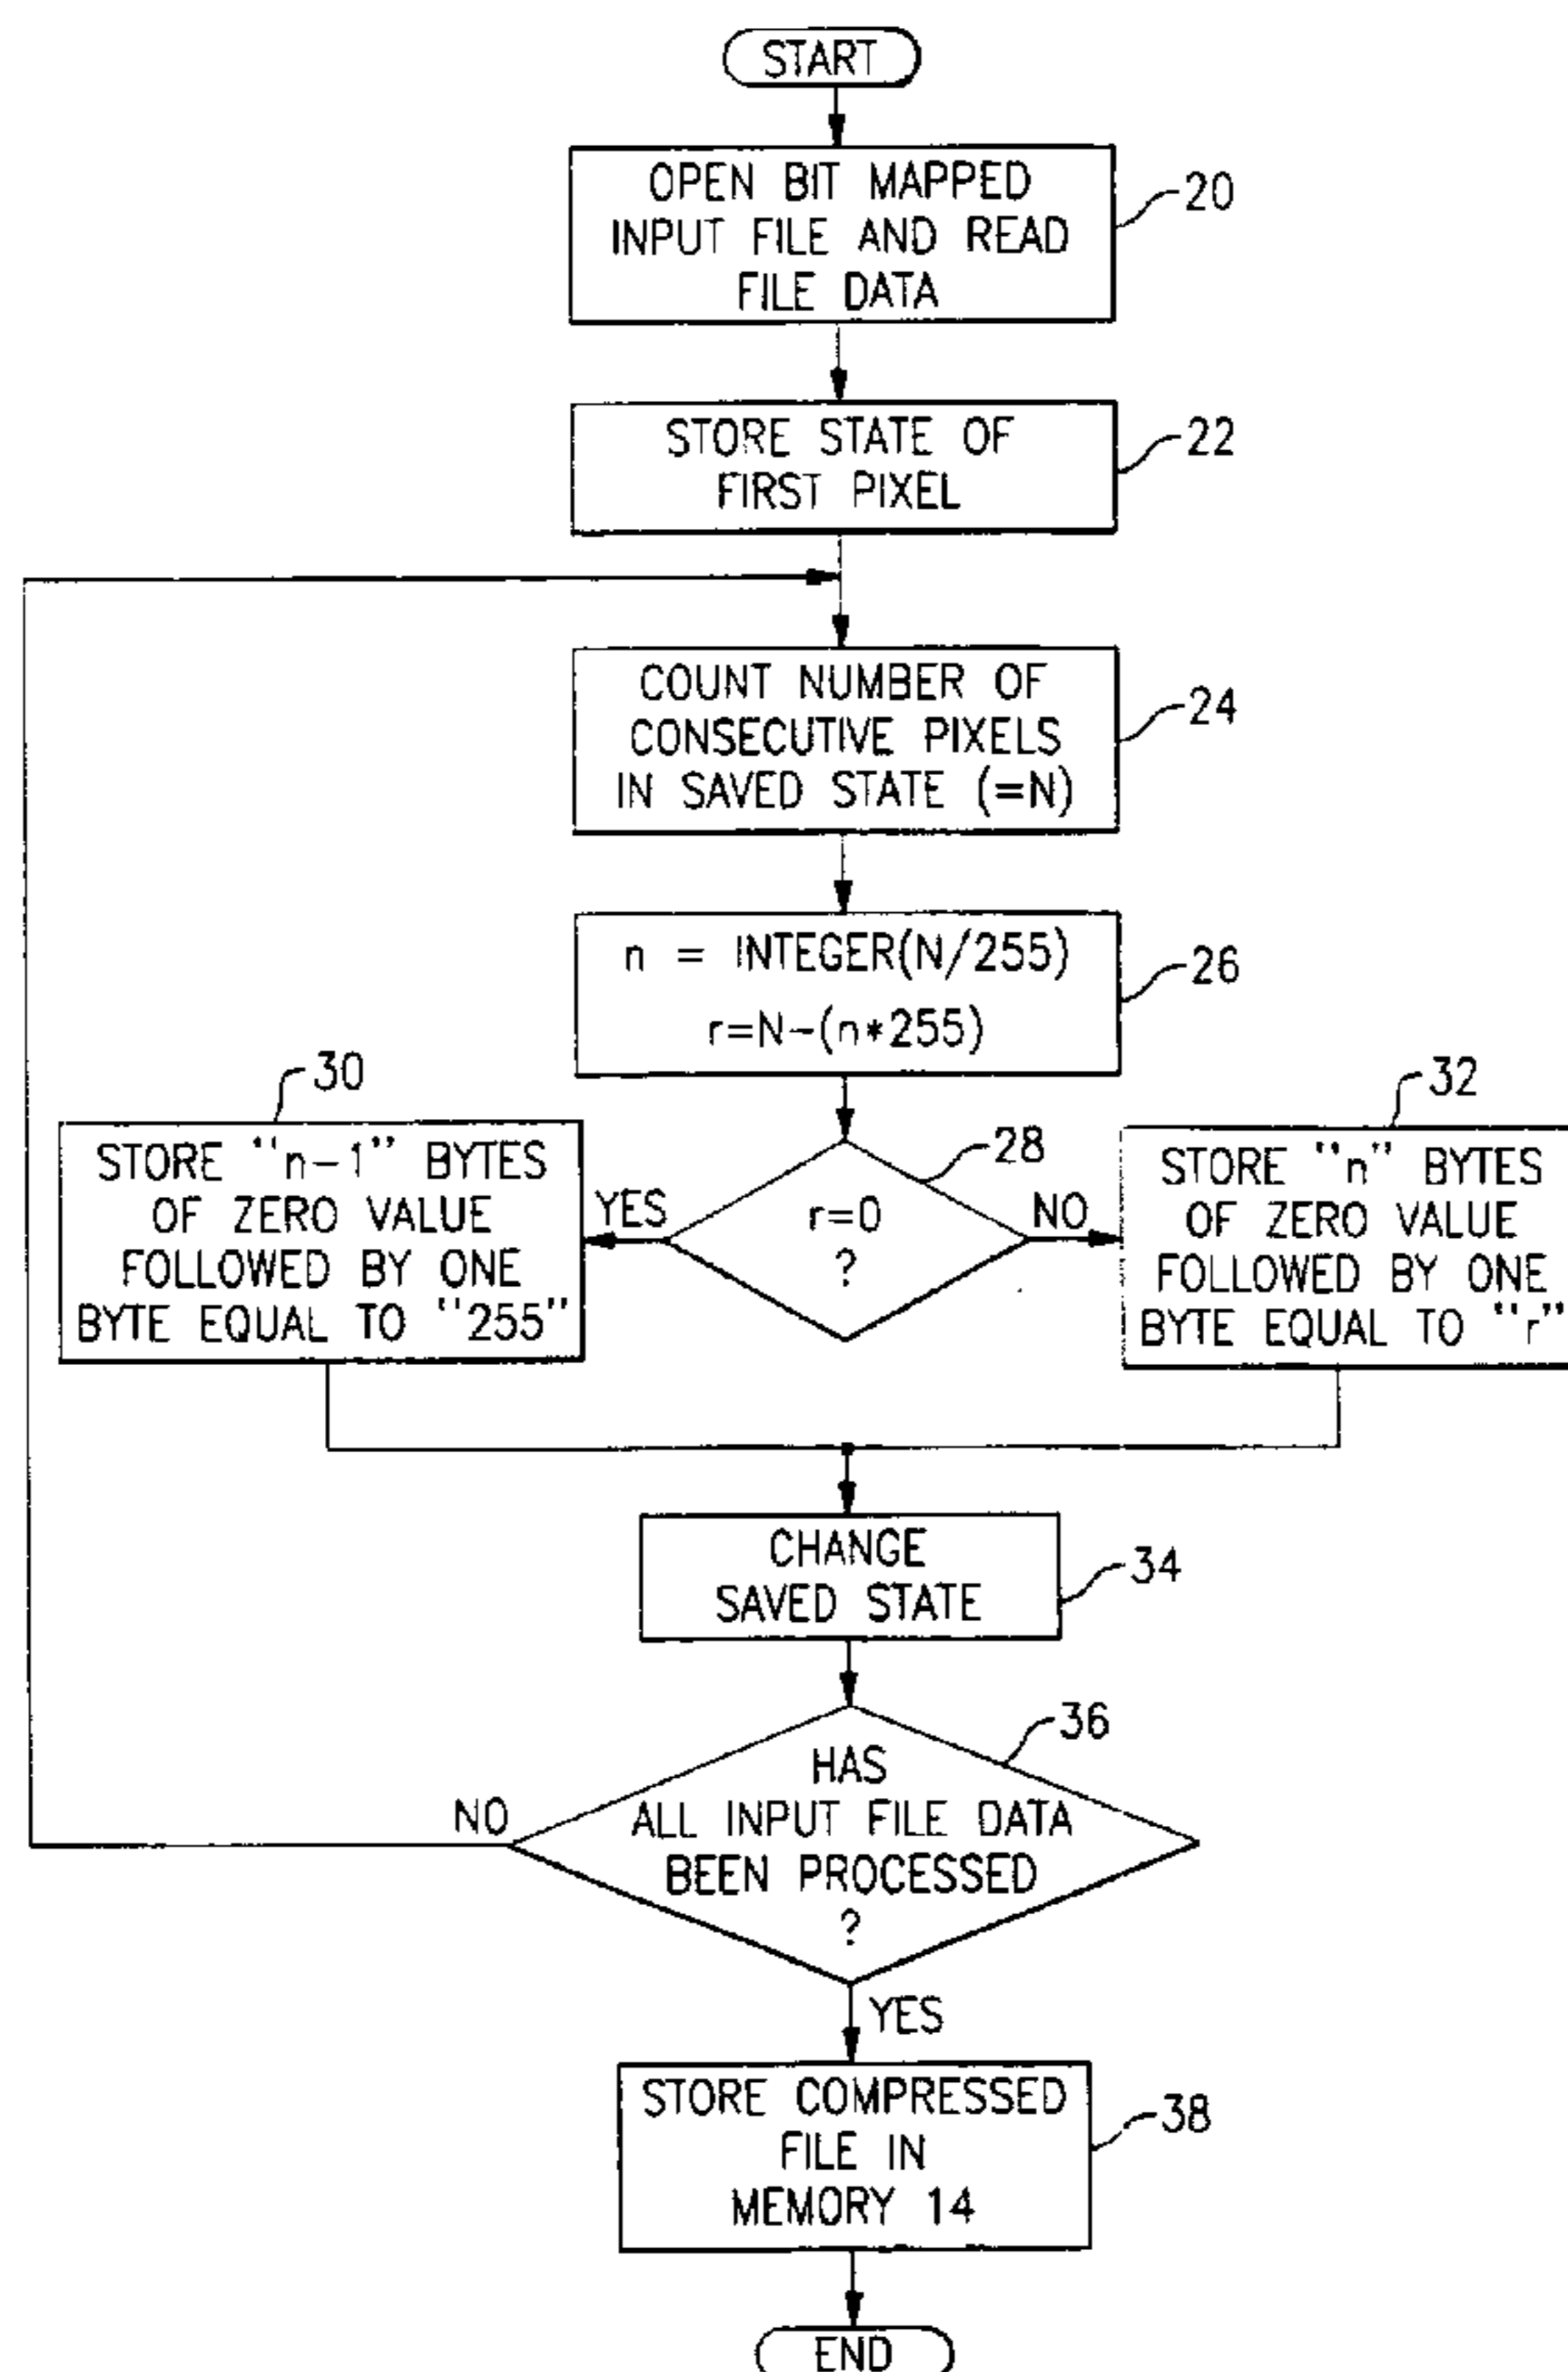 START
OPEN BIT MAPPED
INPUT FILE AND READ
FILE DATA
20
STORE STATE OF
FIRST PIXEL
22
COUNT NUMBER OF
CONSECUTIVE PIXELS
IN SAVED STATE (=N)
24
n = INTEGER(N/255)
r=N-(n*255)
26
30
STORE "n-1" BYTES
OF ZERO VALUE
FOLLOWED BY ONE
BYTE EQUAL TO "255"
YES
r=0
?
28
NO
32
STORE "n" BYTES
OF ZERO VALUE
FOLLOWED BY ONE
BYTE EQUAL TO "r"
CHANGE
SAVED STATE
34
HAS
ALL INPUT FILE DATA
BEEN PROCESSED
?
36
NO
YES
STORE COMPRESSED
FILE IN
MEMORY 14
38
END